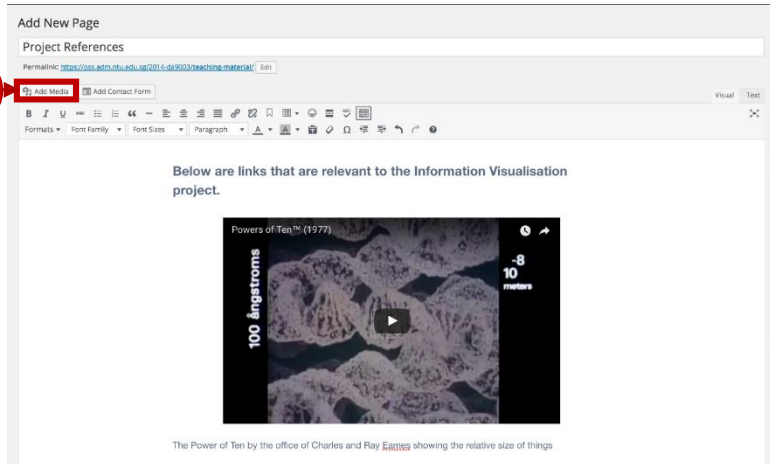 Add New Page
Project References
Permalink: https://oss.adm.ntu.edu.sg/2014-da9003/teaching-material/ Edit
Add Media Add Contact Form
Visual Text
B I U ABC
Formats Font Family Font Sizes Paragraph A A
Below are links that are relevant to the Information Visualisation
project.
Powers of Ten™ (1977)
100 ångstroms
-8
10
meters
The Power of Ten by the office of Charles and Ray Eames showing the relative size of things